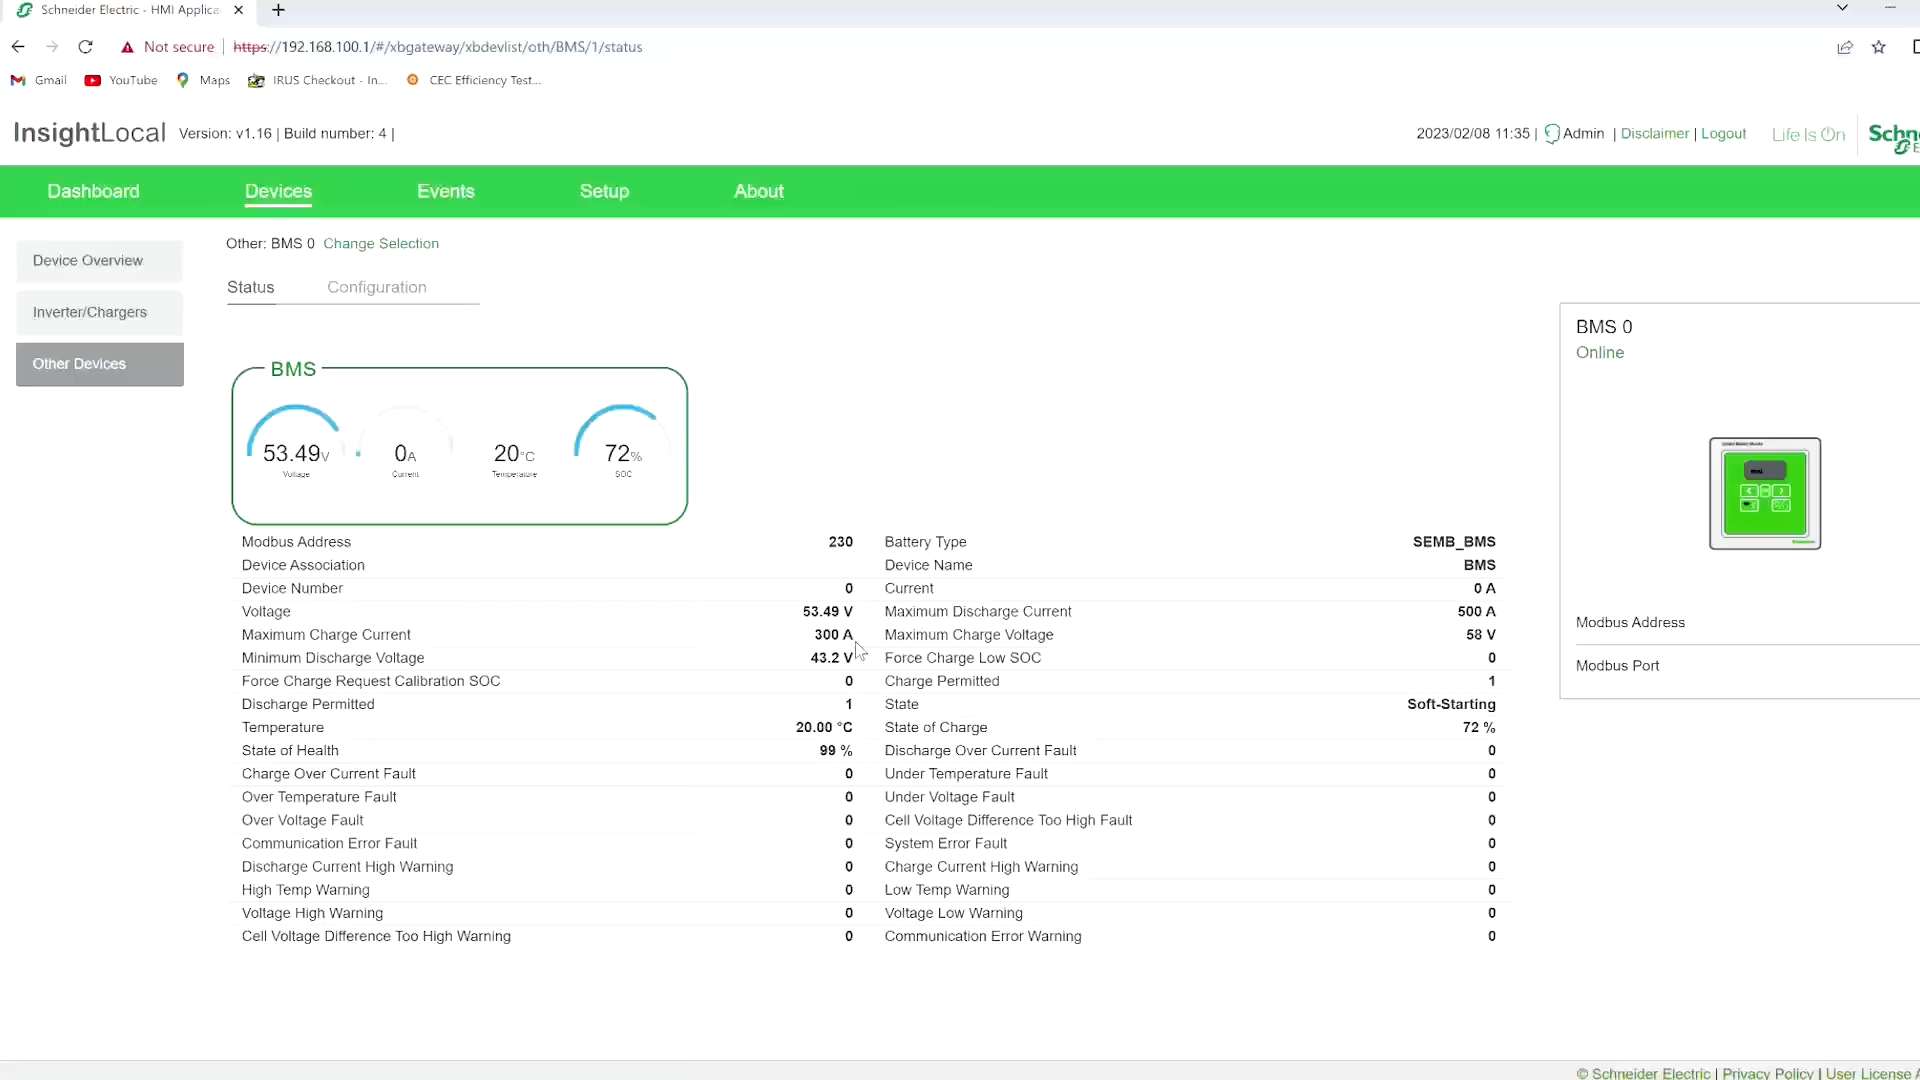 Schneider Electric - HMI Applica
Not secure | https://192.168.100.1/#/xbgateway/xbdevlist/oth/BMS/1/status
Gmail YouTube Maps IRUS Checkout - In... CEC Efficiency Test...
InsightLocal Version: v1.16 | Build number: 4 |
2023/02/08 11:35 | Admin | Disclaimer | Logout Life Is On Schn
Dashboard Devices Events Setup About
Device Overview
Inverter/Chargers
Other Devices
Other: BMS 0 Change Selection
Status Configuration
BMS
53.49V 0A 20°C 72%
Voltage Current Temperature SOC
Modbus Address 230 Battery Type SEMB_BMS
Device Association Device Name BMS
Device Number 0 Current 0 A
Voltage 53.49 V Maximum Discharge Current 500 A
Maximum Charge Current 300 A Maximum Charge Voltage 58 V
Minimum Discharge Voltage 43.2 V Force Charge Low SOC 0
Force Charge Request Calibration SOC 0 Charge Permitted 1
Discharge Permitted 1 State Soft-Starting
Temperature 20.00 °C State of Charge 72 %
State of Health 99 % Discharge Over Current Fault 0
Charge Over Current Fault 0 Under Temperature Fault 0
Over Temperature Fault 0 Under Voltage Fault 0
Over Voltage Fault 0 Cell Voltage Difference Too High Fault 0
Communication Error Fault 0 System Error Fault 0
Discharge Current High Warning 0 Charge Current High Warning 0
High Temp Warning 0 Low Temp Warning 0
Voltage High Warning 0 Voltage Low Warning 0
Cell Voltage Difference Too High Warning 0 Communication Error Warning 0
BMS 0
Online
Modbus Address
Modbus Port
© Schneider Electric | Privacy Policy | User License A